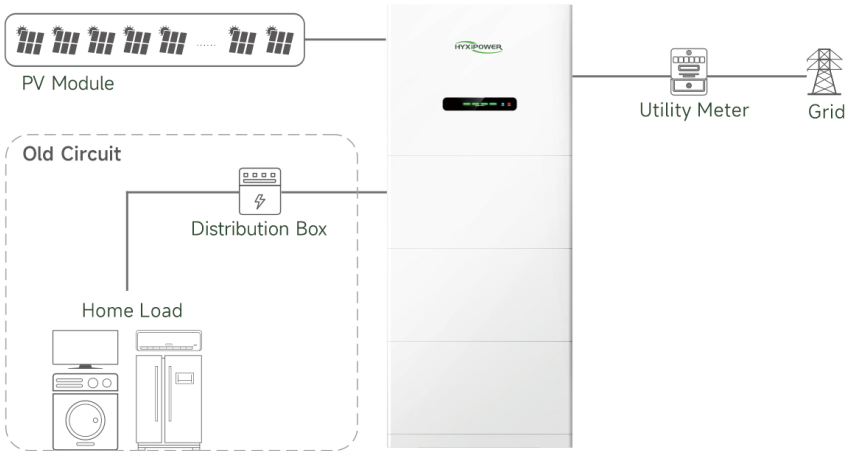 HYXiPOWER
PV Module
Utility Meter
Grid
Old Circuit
Distribution Box
Home Load